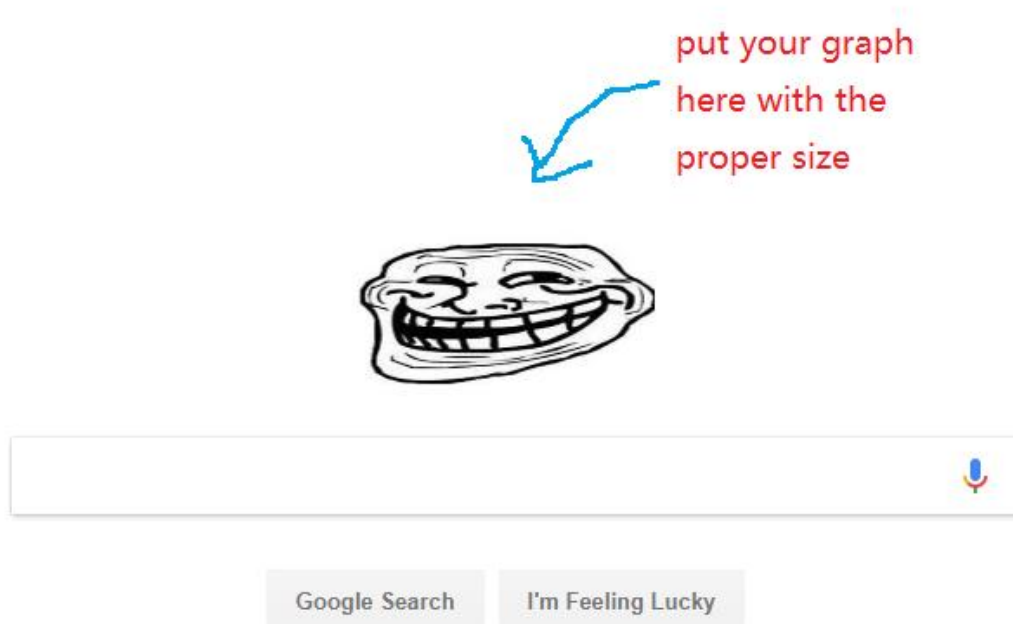 put your graph
here with the
proper size
Google Search
I'm Feeling Lucky